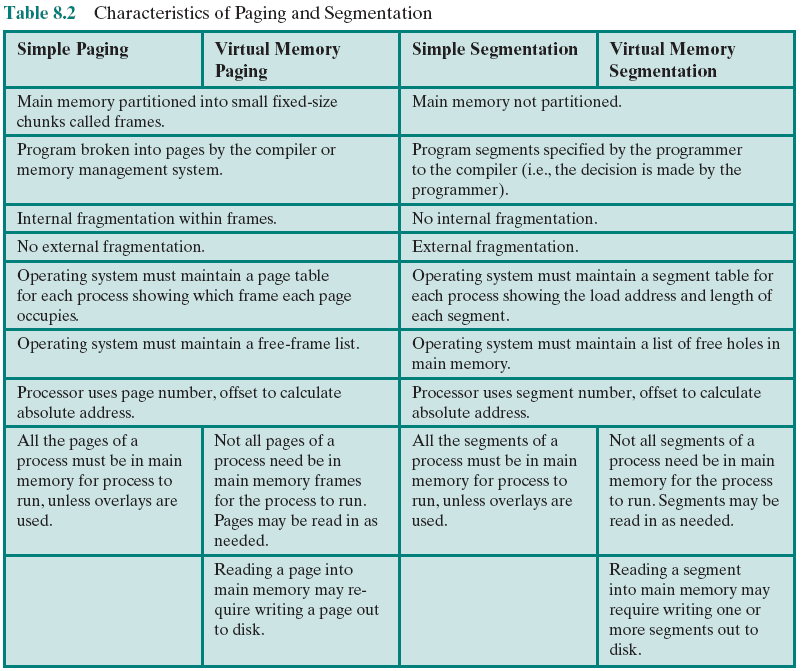 Table 8.2 Characteristics of Paging and Segmentation
Simple Paging
Virtual Memory
Paging
Simple Segmentation
Virtual Memory
Segmentation
Main memory partitioned into small fixed-size
chunks called frames.
Main memory not partitioned.
Program broken into pages by the compiler or
memory management system.
Program segments specified by the programmer
to the compiler (i.e., the decision is made by the
programmer).
Internal fragmentation within frames.
No internal fragmentation.
No external fragmentation.
External fragmentation.
Operating system must maintain a page table
for each process showing which frame each page
occupies.
Operating system must maintain a segment table for
each process showing the load address and length of
each segment.
Operating system must maintain a free-frame list.
Operating system must maintain a list of free holes in
main memory.
Processor uses page number, offset to calculate
absolute address.
Processor uses segment number, offset to calculate
absolute address.
All the pages of a
process must be in main
memory for process to
run, unless overlays are
used.
Not all pages of a
process need be in
main memory frames
for the process to run.
Pages may be read in as
needed.
All the segments of a
process must be in main
memory for process to
run, unless overlays are
used.
Not all segments of a
process need be in main
memory for the process
to run. Segments may be
read in as needed.
Reading a page into
main memory may re-
quire writing a page out
to disk.
Reading a segment
into main memory may
require writing one or
more segments out to
disk.